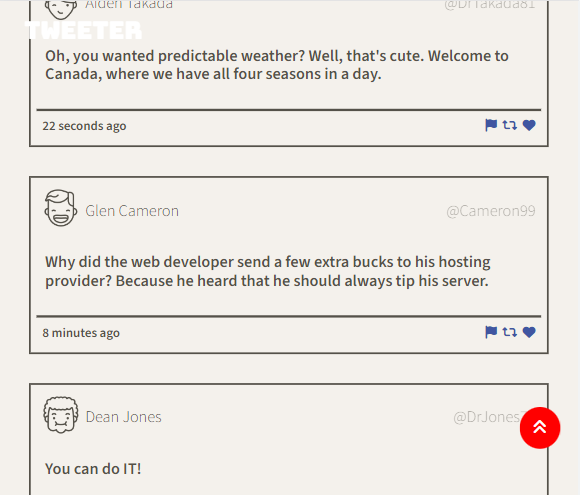 Aiden Takada @DrTakada81
TWEETER
Oh, you wanted predictable weather? Well, that's cute. Welcome to
Canada, where we have all four seasons in a day.
22 seconds ago
Glen Cameron @Cameron99
Why did the web developer send a few extra bucks to his hosting
provider? Because he heard that he should always tip his server.
8 minutes ago
Dean Jones
You can do IT!